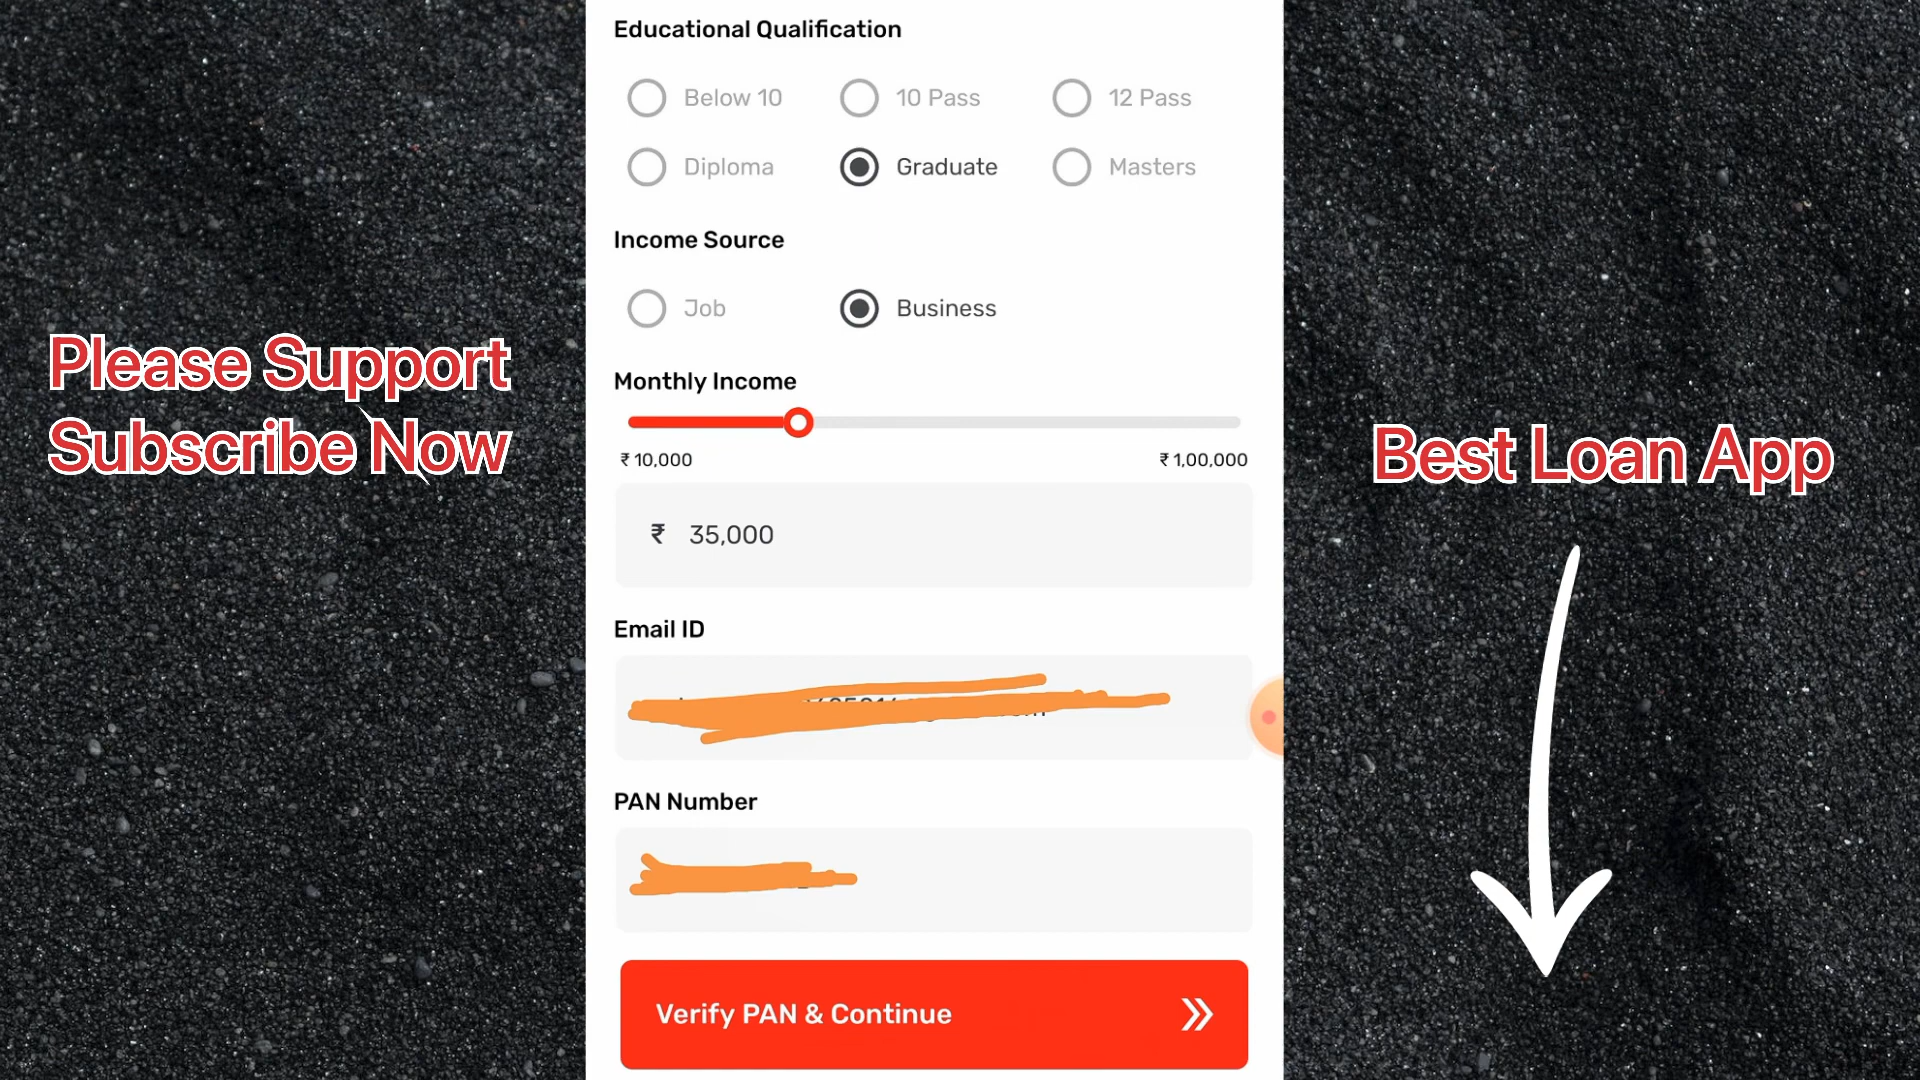 Educational Qualification
Below 10
10 Pass
12 Pass
Diploma
Graduate
Masters
Income Source
Job
Business
Monthly Income
₹ 10,000
₹ 1,00,000
₹ 35,000
Email ID
PAN Number
Verify PAN & Continue
Please Support
Subscribe Now
Best Loan App